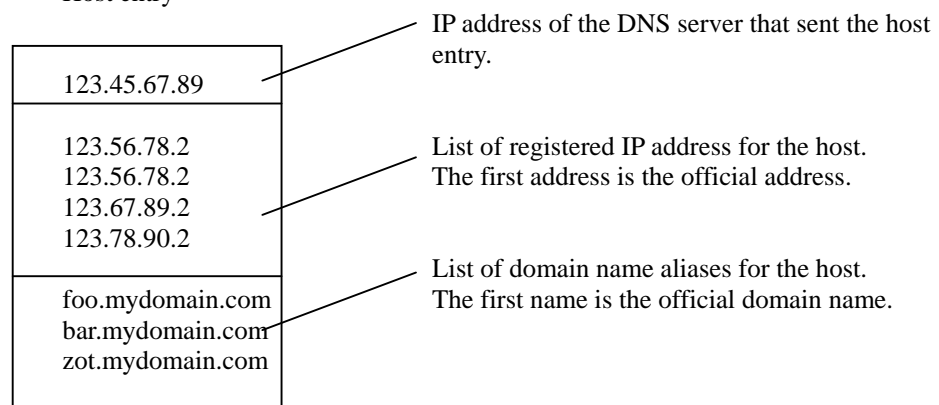 Host entry
IP address of the DNS server that sent the host
entry.
123.45.67.89
123.56.78.2
123.56.78.2
123.67.89.2
123.78.90.2
List of registered IP address for the host.
The first address is the official address.
foo.mydomain.com
bar.mydomain.com
zot.mydomain.com
List of domain name aliases for the host.
The first name is the official domain name.